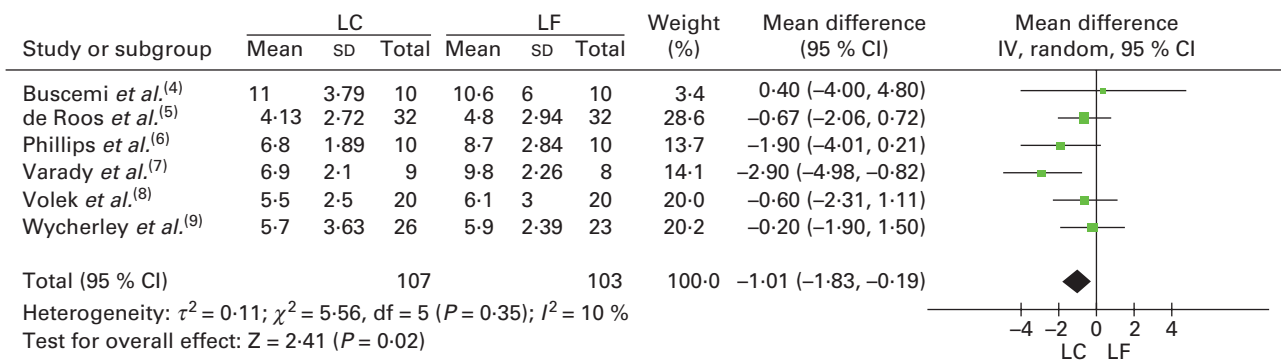 LC LF Weight Mean difference Mean difference
Study or subgroup Mean SD Total Mean SD Total (%) (95 % CI) IV, random, 95 % CI
Buscemi et al.(4) 11 3·79 10 10·6 6 10 3·4 0·40 (–4·00, 4·80)
de Roos et al.(5) 4·13 2·72 32 4·8 2·94 32 28·6 –0·67 (–2·06, 0·72)
Phillips et al.(6) 6·8 1·89 10 8·7 2·84 10 13·7 –1·90 (–4·01, 0·21)
Varady et al.(7) 6·9 2·1 9 9·8 2·26 8 14·1 –2·90 (–4·98, –0·82)
Volek et al.(8) 5·5 2·5 20 6·1 3 20 20·0 –0·60 (–2·31, 1·11)
Wycherley et al.(9) 5·7 3·63 26 5·9 2·39 23 20·2 –0·20 (–1·90, 1·50)
Total (95 % CI) 107 103 100·0 –1·01 (–1·83, –0·19)
Heterogeneity: τ² = 0·11; χ² = 5·56, df = 5 (P = 0·35); I² = 10 %
Test for overall effect: Z = 2·41 (P = 0·02)
–4 –2 0 2 4
LC LF